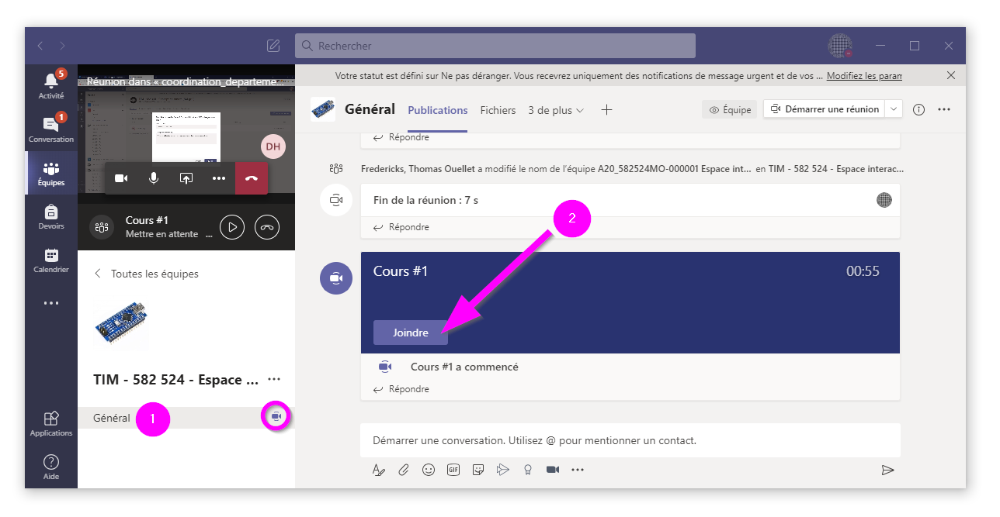 Rechercher
5
Activité
1
Conversation
Équipes
Devoirs
Calendrier
Applications
Aide
Réunion dans « coordination_departeme...
DH
Cours #1
Mettre en attente ...
Toutes les équipes
TIM - 582 524 - Espace ...
Général
1
Votre statut est défini sur Ne pas déranger. Vous recevrez uniquement des notifications de message urgent et de vos ... Modifiez les param
Général Publications Fichiers 3 de plus Équipe Démarrer une réunion
Répondre
Fredericks, Thomas Ouellet a modifié le nom de l'équipe A20_582524MO-000001 Espace int... en TIM - 582 524 - Espace interac...
Fin de la réunion : 7 s
Répondre
2
Cours #1 00:55
Joindre
Cours #1 a commencé
Répondre
Démarrer une conversation. Utilisez @ pour mentionner un contact.
GIF